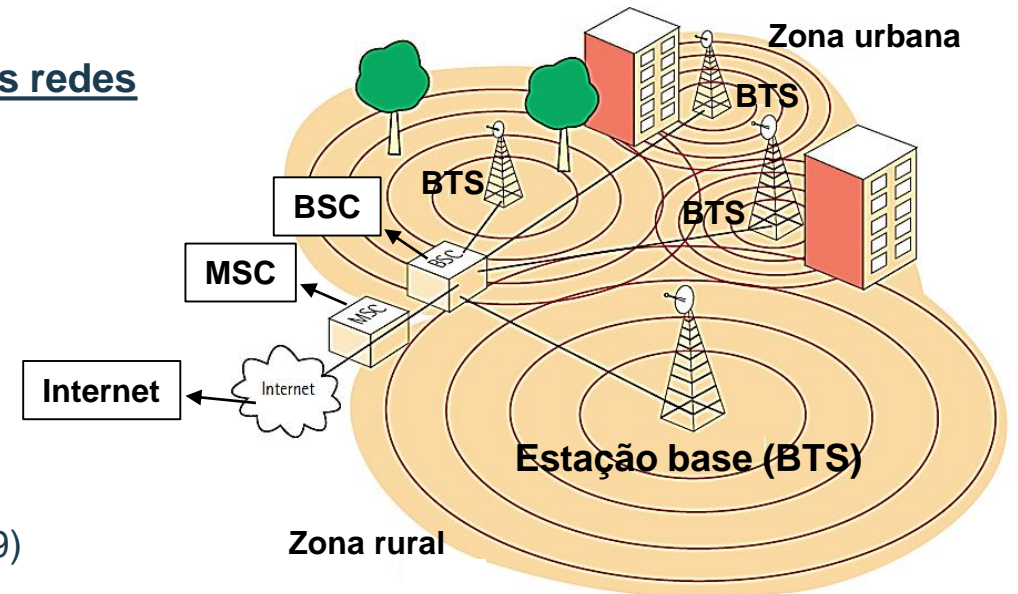 Zona urbana
s redes
BTS
BTS
BSC
BTS
BSC
MSC
MSC
Internet
Internet
Estação base (BTS)
9)
Zona rural